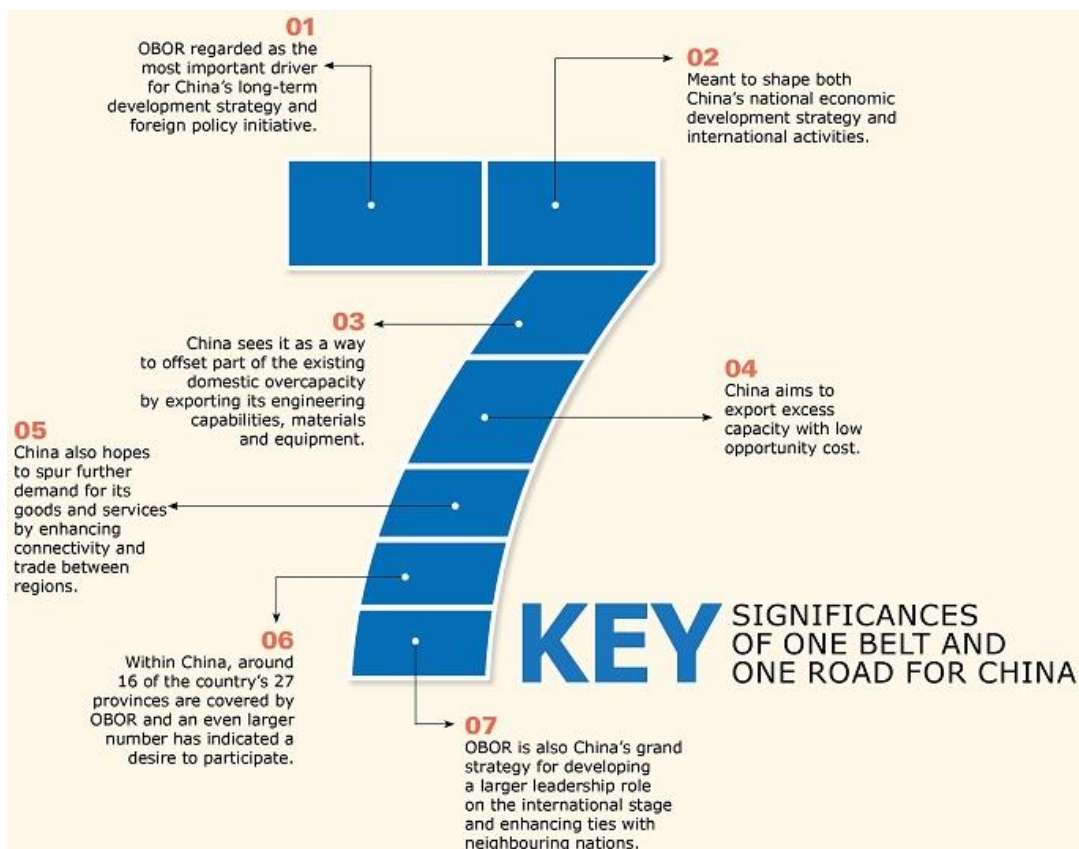 01
OBOR regarded as the
most important driver
for China's long-term
development strategy and
foreign policy initiative.
02
Meant to shape both
China's national economic
development strategy and
international activities.
03
China sees it as a way
to offset part of the existing
domestic overcapacity
by exporting its engineering
capabilities, materials
and equipment.
04
China aims to
export excess
capacity with low
opportunity cost.
05
China also hopes
to spur further
demand for its
goods and services
by enhancing
connectivity and
trade between
regions.
06
Within China, around
16 of the country's 27
provinces are covered by
OBOR and an even larger
number has indicated a
desire to participate.
07
OBOR is also China's grand
strategy for developing
a larger leadership role
on the international stage
and enhancing ties with
neighbouring nations.
7
KEY SIGNIFICANCES
OF ONE BELT AND
ONE ROAD FOR CHINA